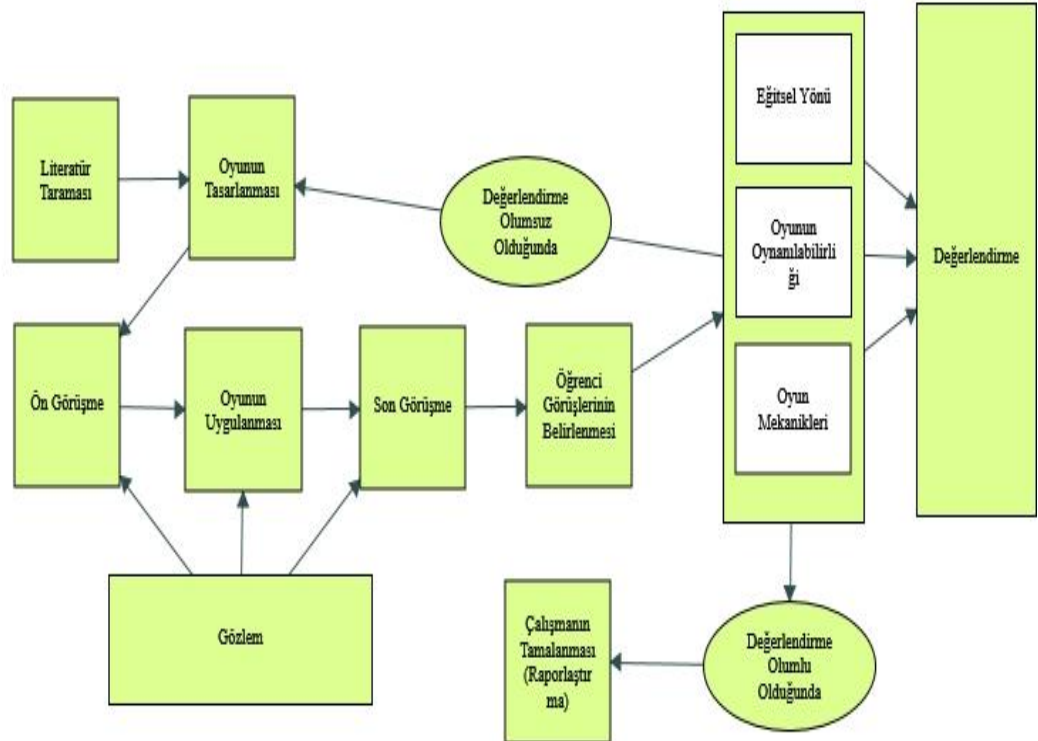 Literatür
Taraması
Oyunun
Tasarlanması
Değerlendirme
Olumsuz
Olduğunda
Eğitsel Yönü
Oyunun
Oynanılabilirli
ği
Oyun
Mekanikleri
Değerlendirme
Ön Görüşme
Oyunun
Uygulanması
Son Görüşme
Öğrenci
Görüşlerinin
Belirlenmesi
Gözlem
Çalışmanın
Tamalanması
(Raporlaştır
ma)
Değerlendirme
Olumlu
Olduğunda